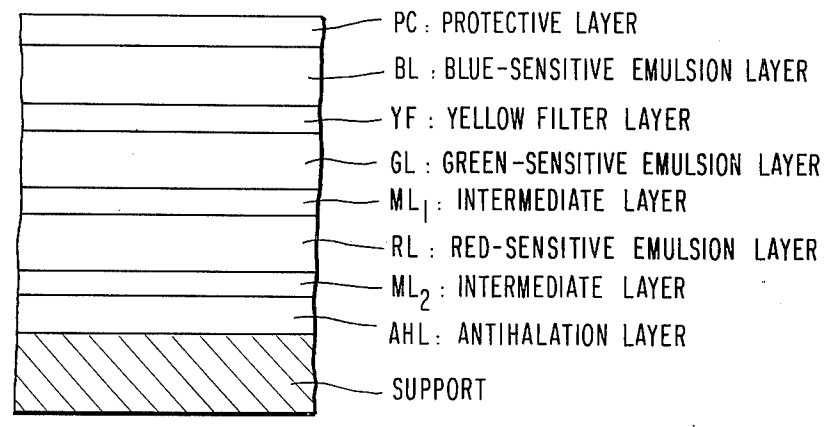 PC: PROTECTIVE LAYER
BL: BLUE-SENSITIVE EMULSION LAYER
YF: YELLOW FILTER LAYER
GL: GREEN-SENSITIVE EMULSION LAYER
ML1: INTERMEDIATE LAYER
RL: RED-SENSITIVE EMULSION LAYER
ML2: INTERMEDIATE LAYER
AHL: ANTIHALATION LAYER
SUPPORT